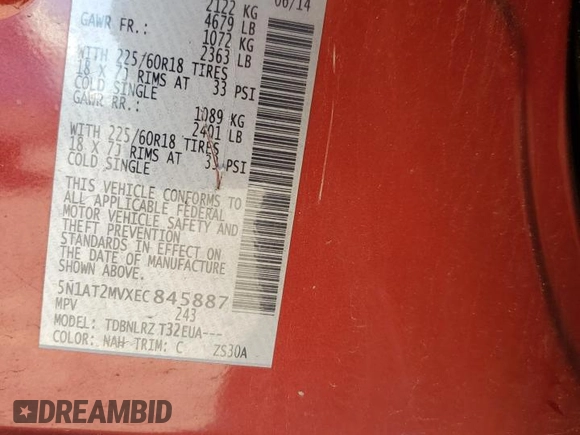 06/14
2122 KG
4679 LB
GAWR FR.:
1072 KG
2363 LB
WITH 225/60R18 TIRES
18 X 7J RIMS AT 33 PSI
COLD SINGLE
GAWR RR.:
1089 KG
2401 LB
WITH 225/60R18 TIRES
18 X 7J RIMS AT 33 PSI
COLD SINGLE
THIS VEHICLE CONFORMS TO
ALL APPLICABLE FEDERAL
MOTOR VEHICLE SAFETY AND
THEFT PREVENTION
STANDARDS IN EFFECT ON
THE DATE OF MANUFACTURE
SHOWN ABOVE.
5N1AT2MVXEC845887
MPV 243
MODEL: TDBNLRZ T32EUA---
COLOR: NAH TRIM: C ZS30A
DREAMBID